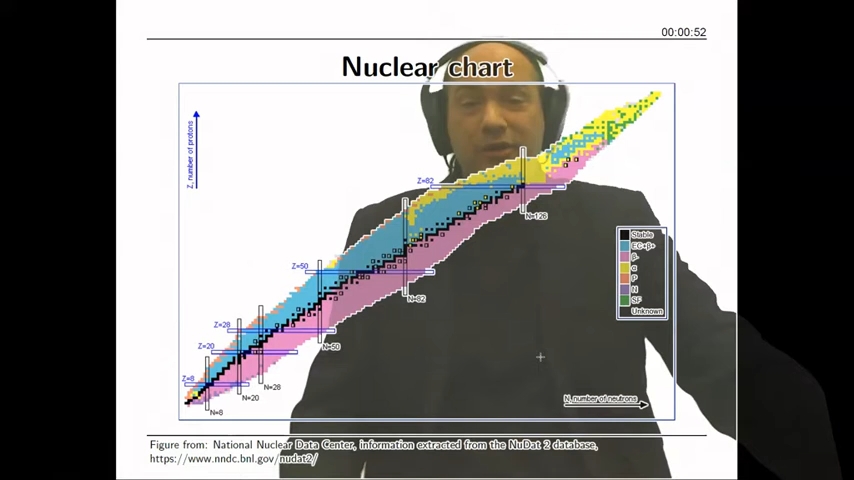 00:00:52
Nuclear chart
Z, number of protons
Z=82
N=126
Stable
EC+β+
β-
α
P
N
SF
Unknown
Z=50
N=82
Z=28
N=50
Z=20
N=28
Z=8
N=20
N=8
N, number of neutrons
Figure from: National Nuclear Data Center, information extracted from the NuDat 2 database,
https://www.nndc.bnl.gov/nudat2/